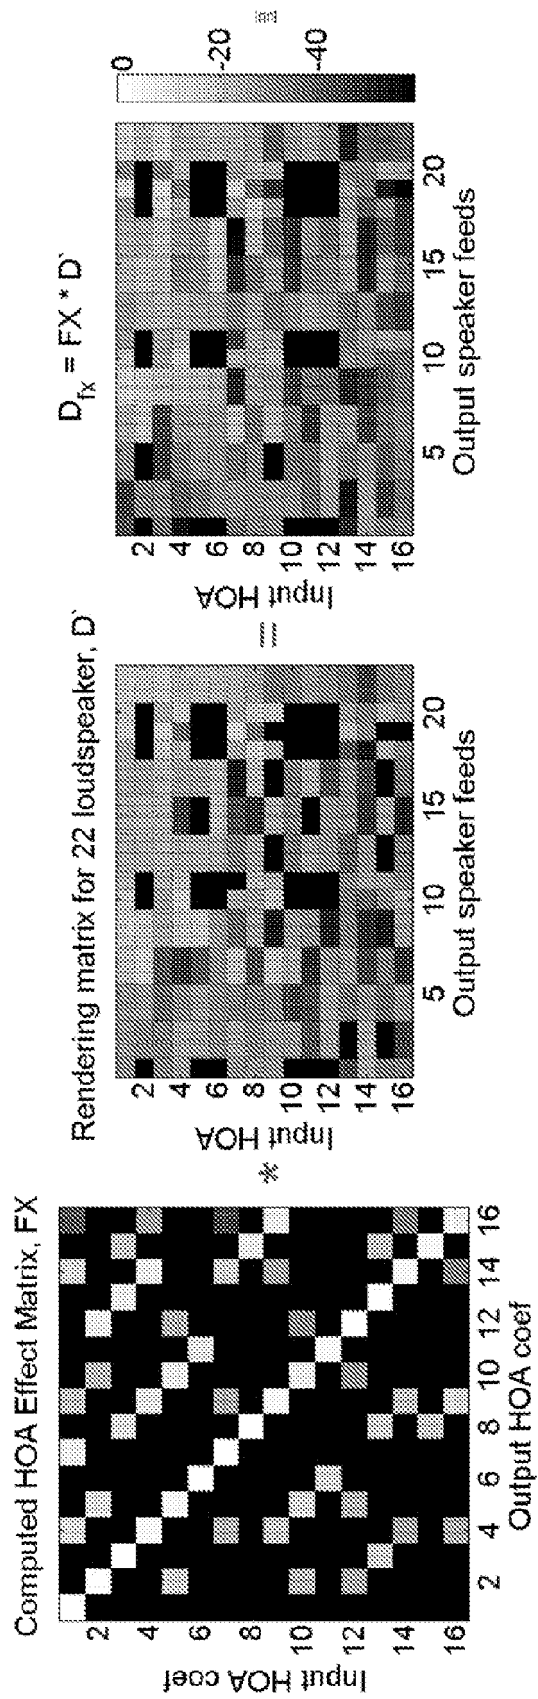 Computed HOA Effect Matrix, FX
Input HOA coef
2
4
6
8
10
12
14
16
2 4 6 8 10 12 14 16
Output HOA coef
*
Rendering matrix for 22 loudspeaker, D`
Input HOA
2
4
6
8
10
12
14
16
5 10 15 20
Output speaker feeds
=
Dfx = FX * D`
Input HOA
2
4
6
8
10
12
14
16
5 10 15 20
Output speaker feeds
0
-20
-40